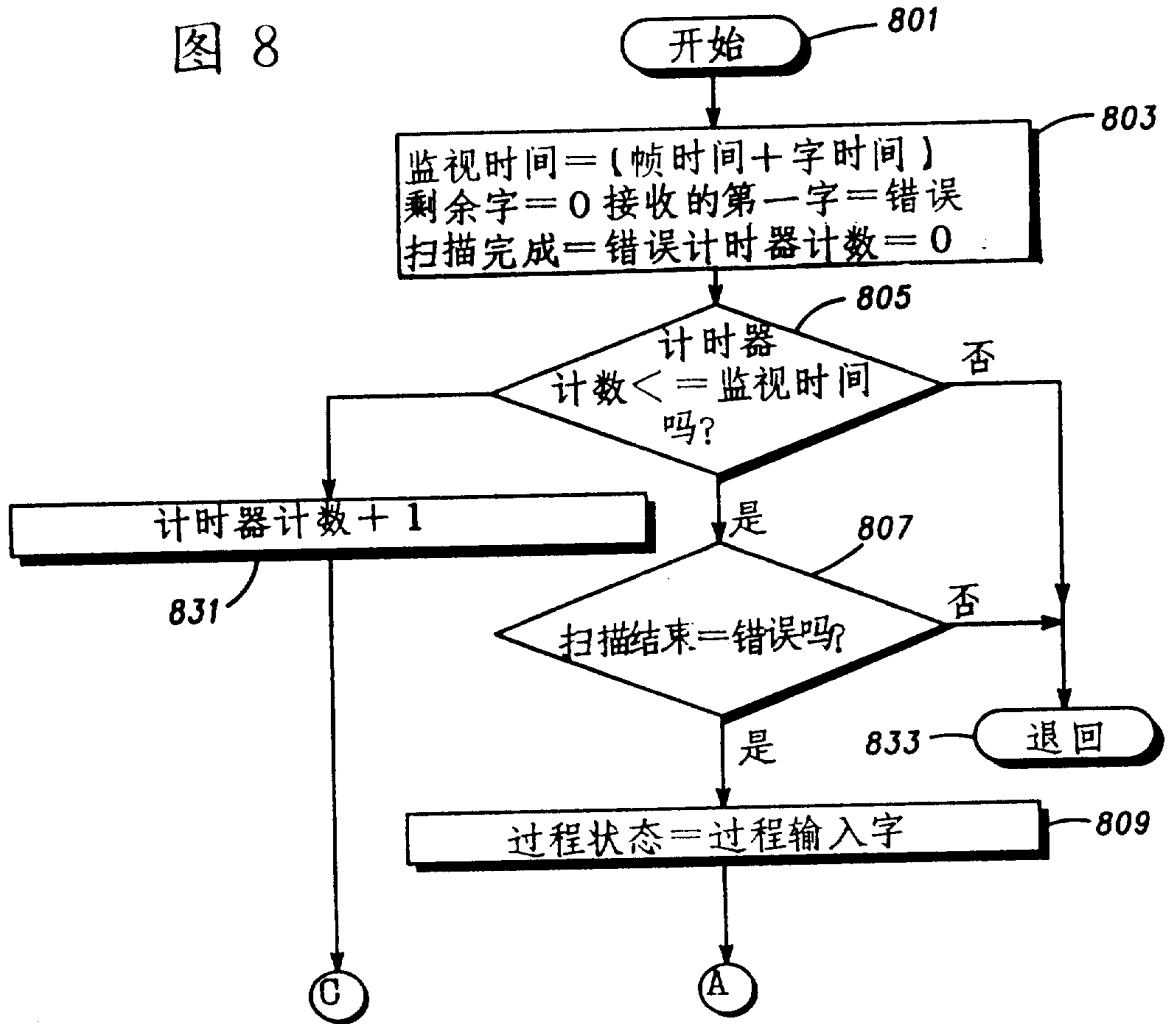 图 8
开始
801
803
监视时间={帧时间+字时间}
剩余字=0 接收的第一字=错误
扫描完成=错误计时器计数=0
805
计时器
计数<=监视时间
吗?
否
计时器计数+1
831
是
807
扫描结束=错误吗?
否
833
退回
是
过程状态=过程输入字
809
C
A